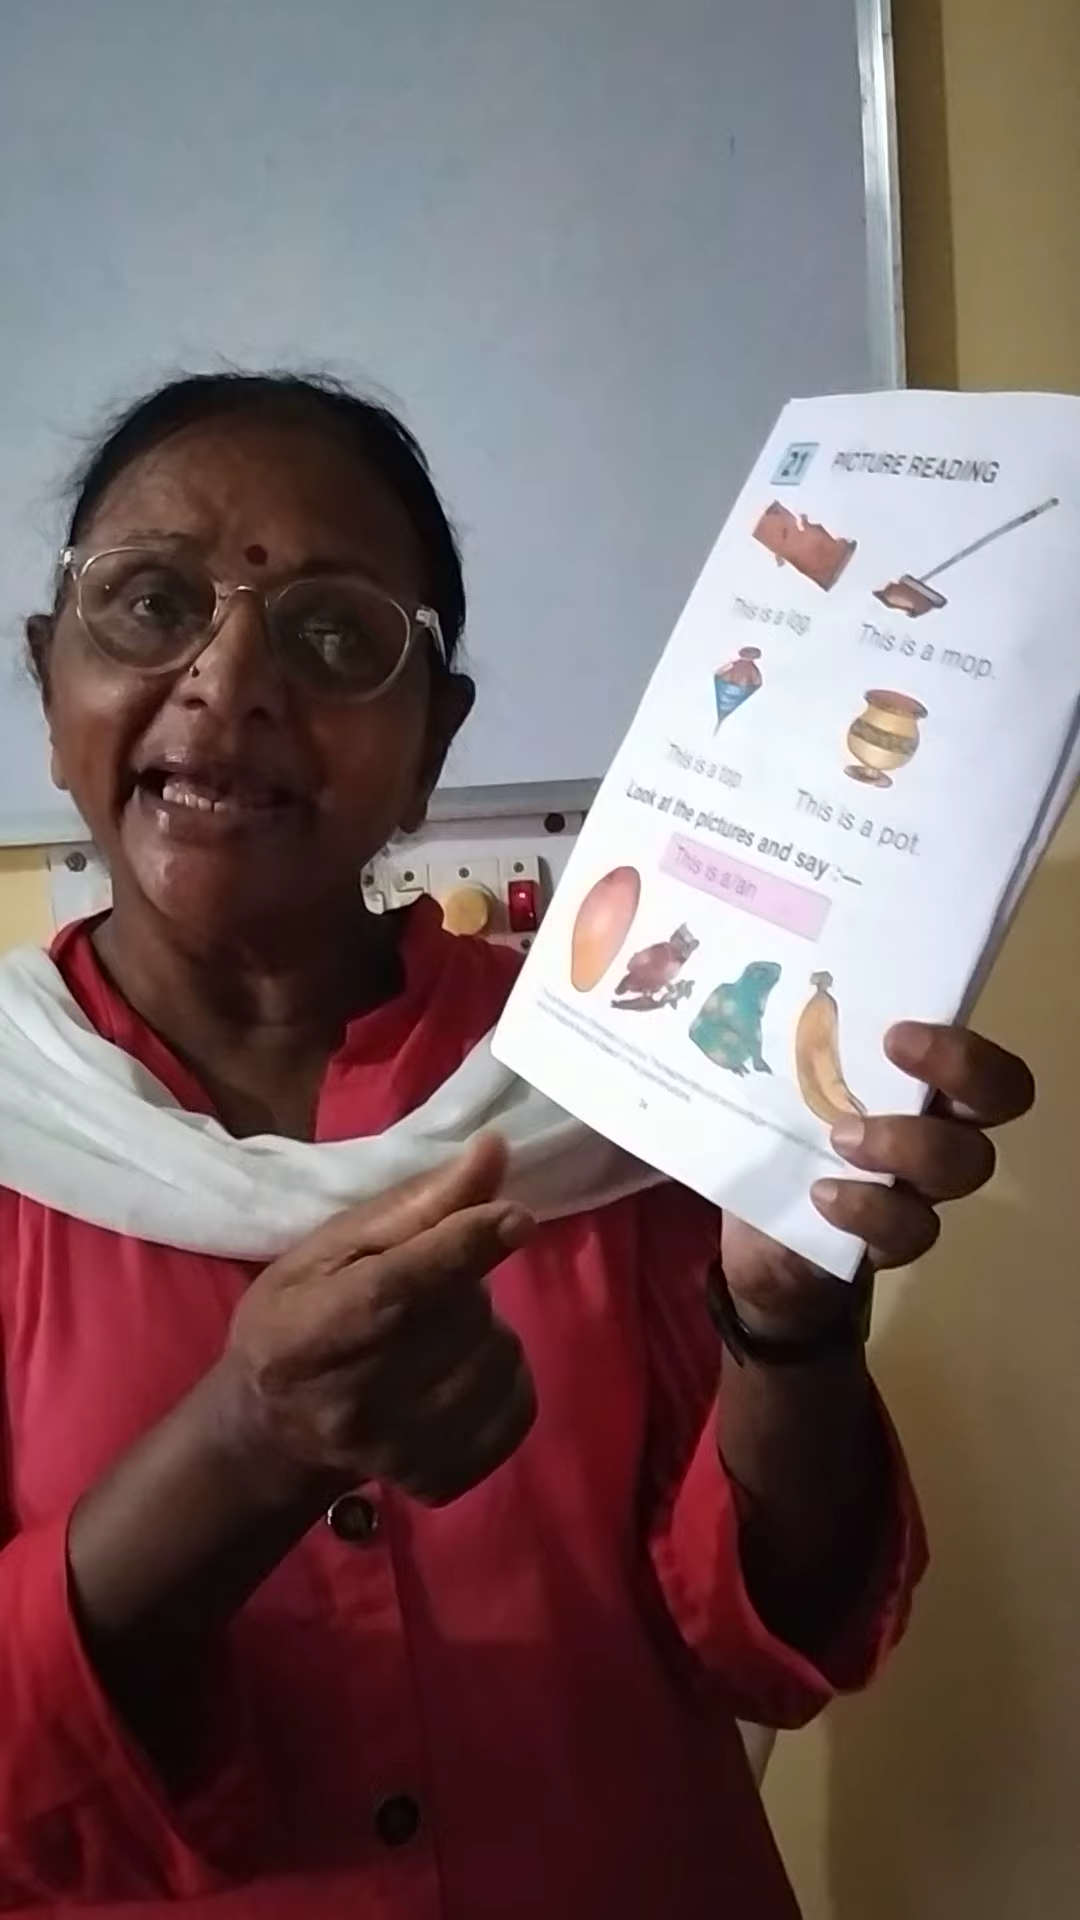 21 PICTURE READING
This is a log.
This is a mop.
This is a top.
This is a pot.
Look at the pictures and say :—
This is a/an